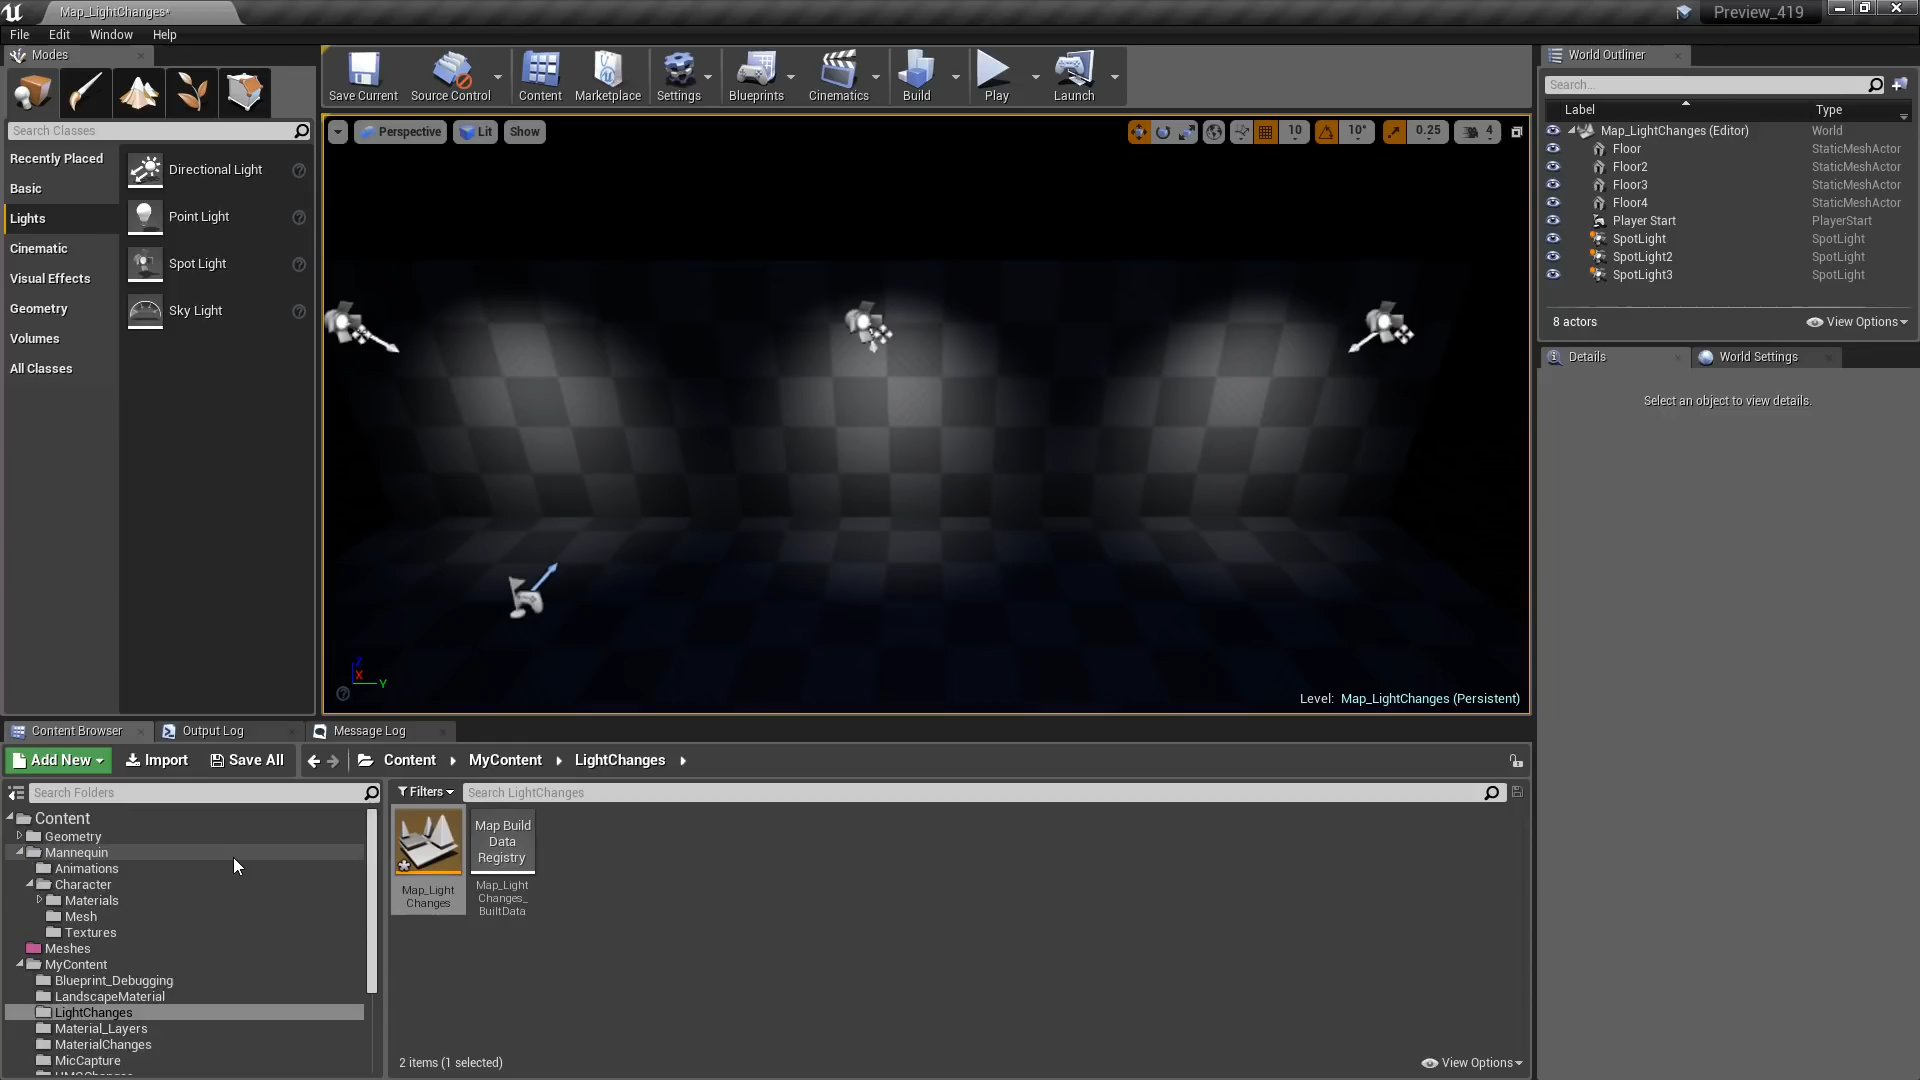 Map_LightChanges*
Preview_419
File Edit Window Help
Modes
Search Classes
Recently Placed
Basic
Lights
Cinematic
Visual Effects
Geometry
Volumes
All Classes
Directional Light
Point Light
Spot Light
Sky Light
Save Current
Source Control
Content
Marketplace
Settings
Blueprints
Cinematics
Build
Play
Launch
Perspective
Lit
Show
10
10°
0.25
4
X
Y
Z
Level: Map_LightChanges (Persistent)
World Outliner
Search...
Label Type
Map_LightChanges (Editor) World
Floor StaticMeshActor
Floor2 StaticMeshActor
Floor3 StaticMeshActor
Floor4 StaticMeshActor
Player Start PlayerStart
SpotLight SpotLight
SpotLight2 SpotLight
SpotLight3 SpotLight
8 actors
View Options
Details
World Settings
Select an object to view details.
Content Browser
Output Log
Message Log
Add New
Import
Save All
Content
MyContent
LightChanges
Search Folders
Content
Geometry
Mannequin
Animations
Character
Materials
Mesh
Textures
Meshes
MyContent
Blueprint_Debugging
LandscapeMaterial
LightChanges
Material_Layers
MaterialChanges
MicCapture
Filters
Search LightChanges
Map_Light
Changes
Map Build
Data
Registry
Map_Light
Changes_
BuiltData
2 items (1 selected)
View Options